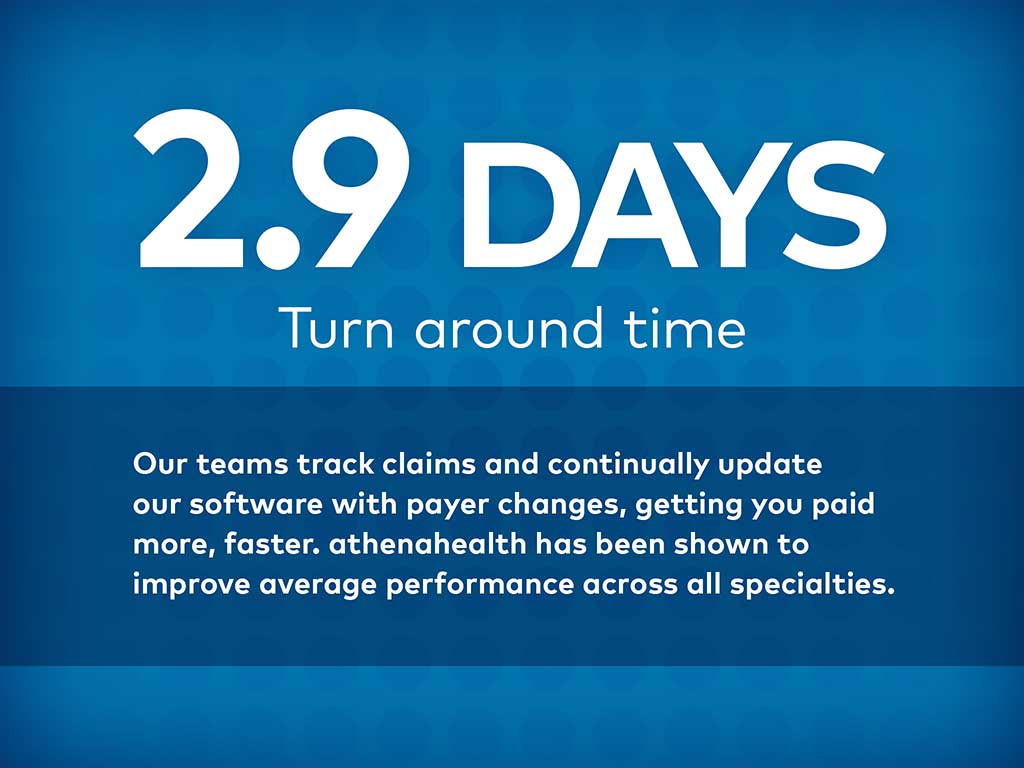 2.9 DAYS
Turn around time
Our teams track claims and continually update
our software with payer changes, getting you paid
more, faster. athenahealth has been shown to
improve average performance across all specialties.